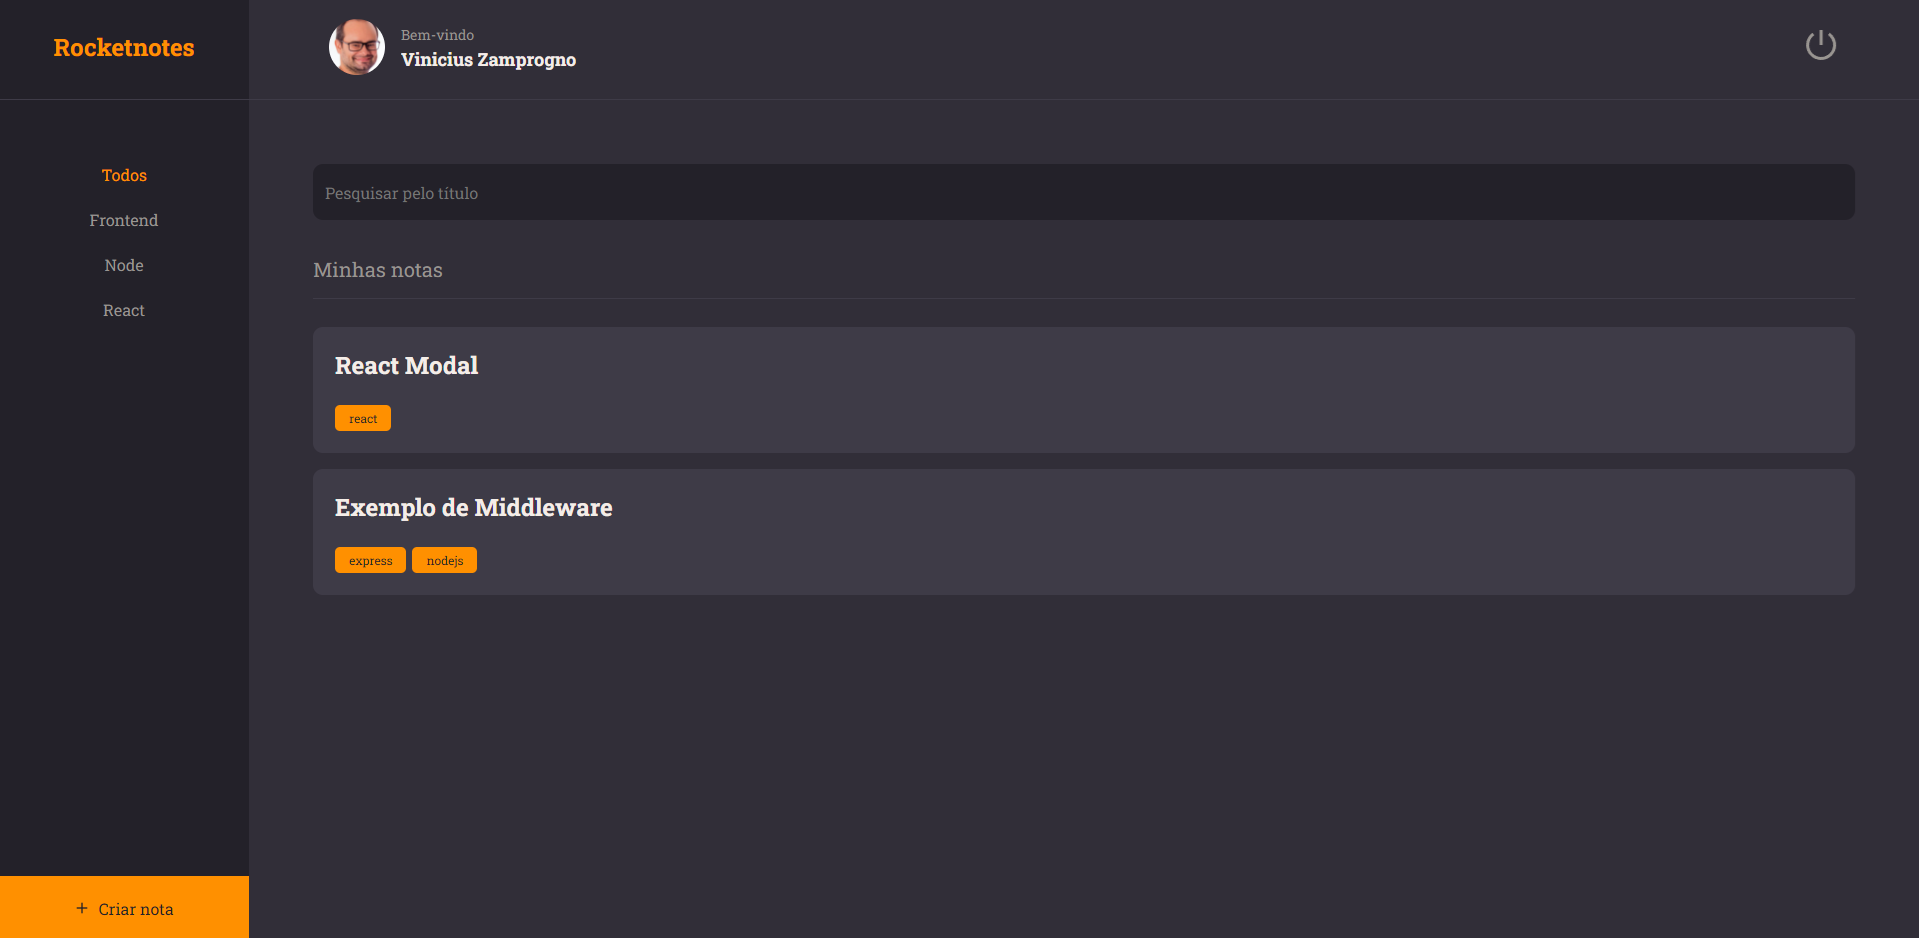 Rocketnotes
Bem-vindo
Vinicius Zamprogno
Todos
Frontend
Node
React
+ Criar nota
Pesquisar pelo título
Minhas notas
React Modal
react
Exemplo de Middleware
express nodejs